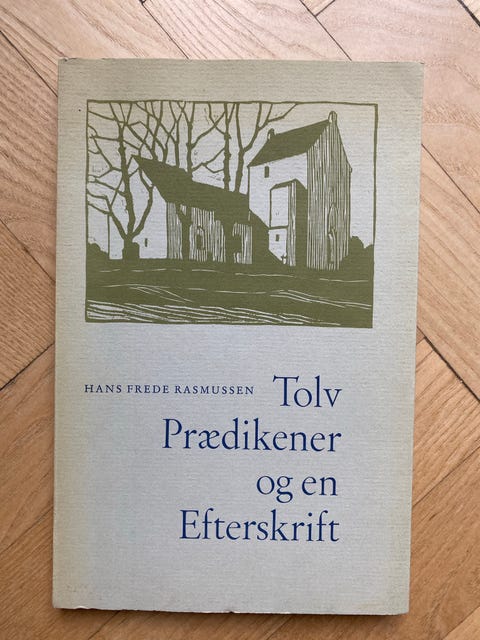 HANS FREDE RASMUSSEN Tolv
Prædikener
og en
Efterskrift